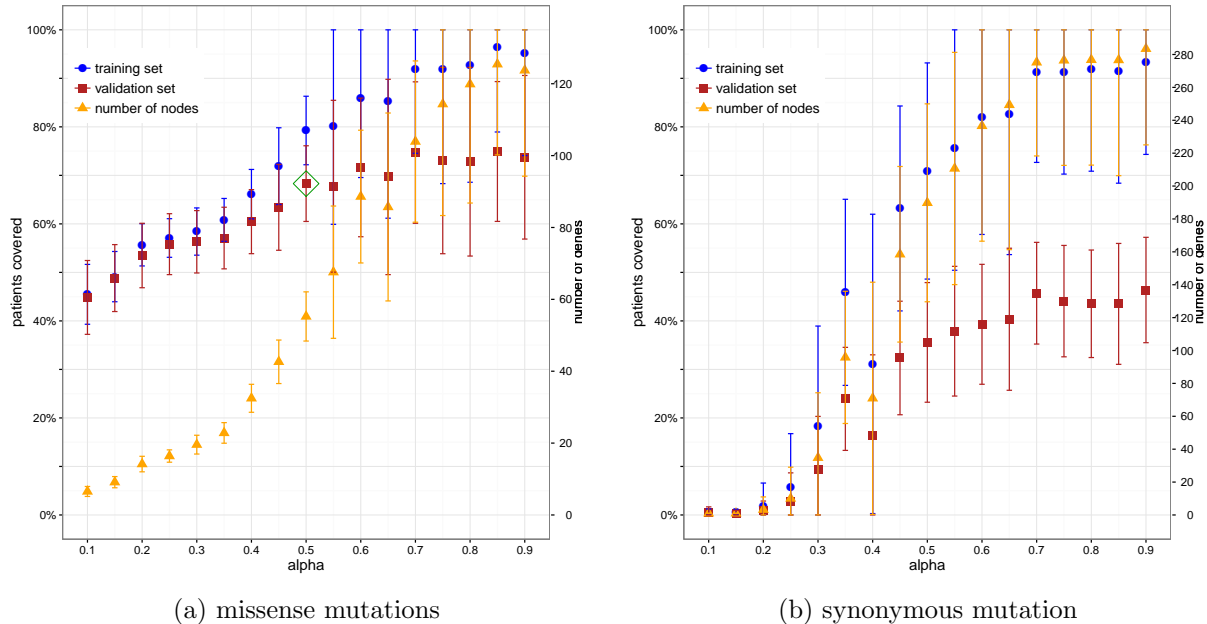 100%
80%
60%
40%
20%
0%
patients covered
training set
validation set
number of nodes
120
100
80
60
40
20
0
number of genes
0.1 0.2 0.3 0.4 0.5 0.6 0.7 0.8 0.9
alpha
(a) missense mutations
100%
80%
60%
40%
20%
0%
patients covered
training set
validation set
number of nodes
280
260
240
220
200
180
160
140
120
100
80
60
40
20
0
number of genes
0.1 0.2 0.3 0.4 0.5 0.6 0.7 0.8 0.9
alpha
(b) synonymous mutation